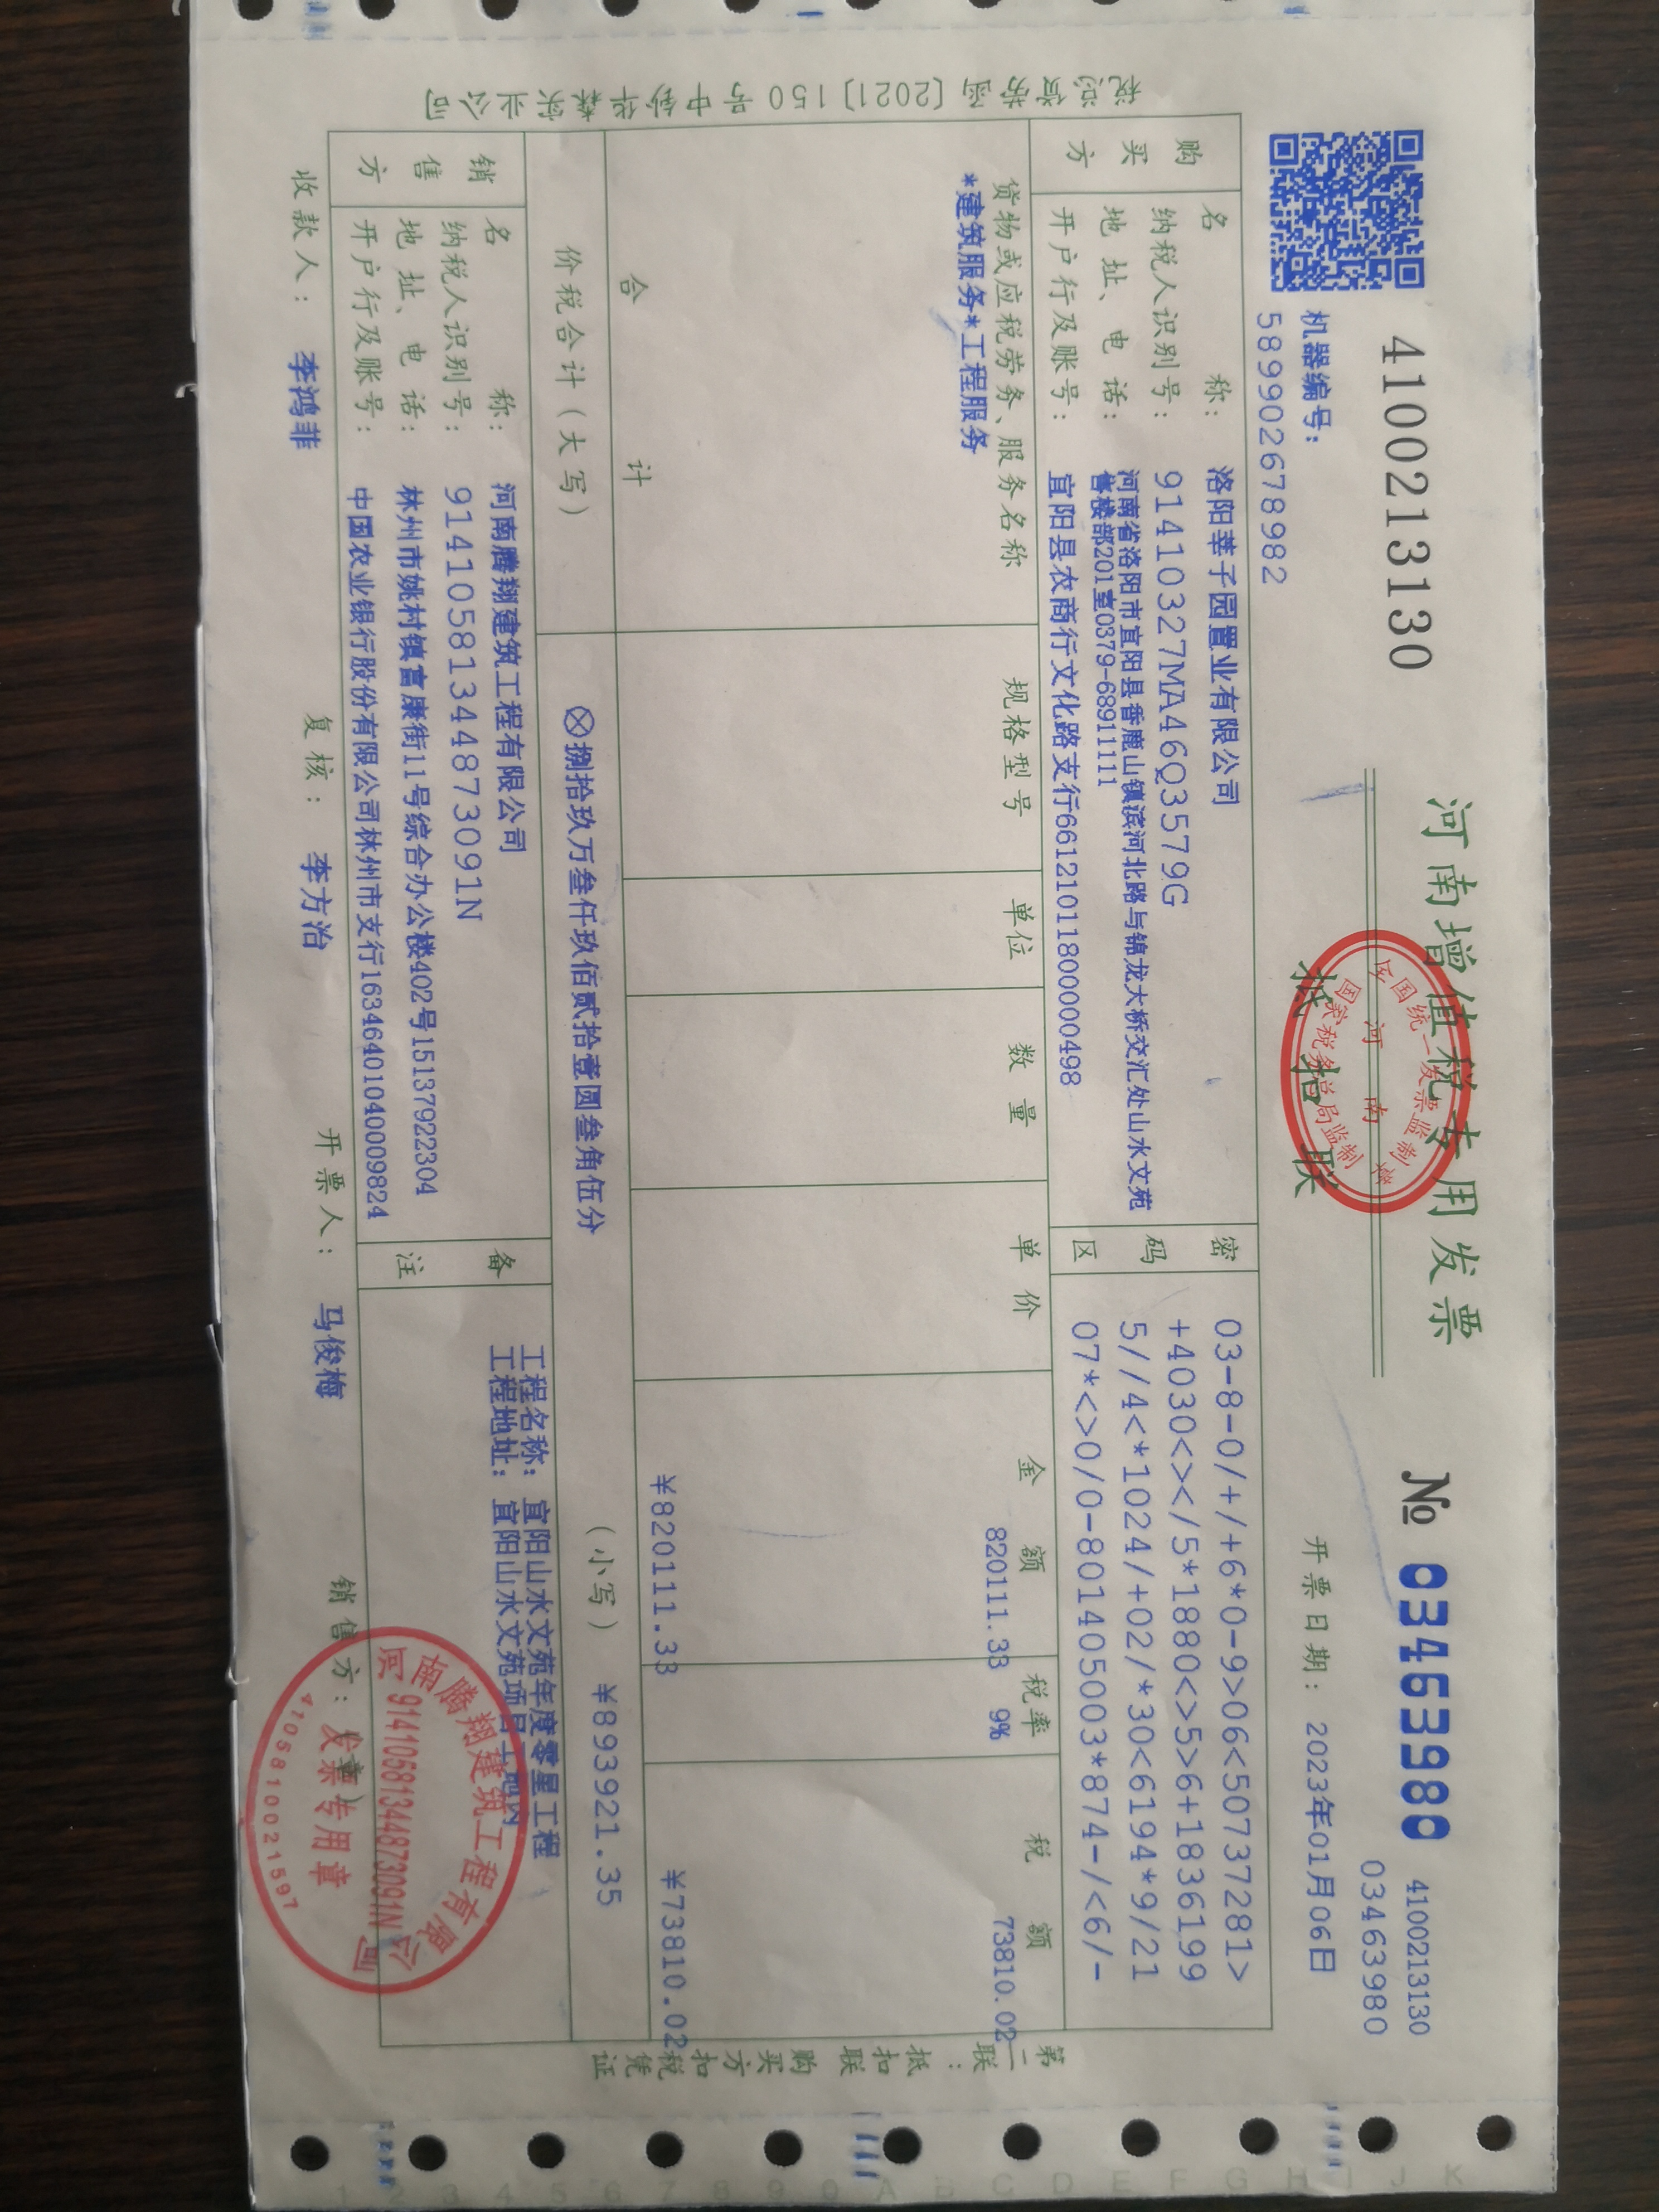 4100213130
河南增值税专用发票
№ 03463980
4100213130
03463980
机器编号：
589902678982
抵扣联
开票日期： 2023年01月06日
全国统一发票监制章
河南
国家税务总局监制
税总货劳函〔2021〕150号
购买方
名称： 洛阳莘子园置业有限公司
纳税人识别号： 91410327MA46Q3579G
地址、电话： 河南省洛阳市宜阳县香鹿山镇滨河北路与锦龙大桥交汇处山水文苑
售楼部201室0379-68911111
开户行及账号： 宜阳县农商行文化路支行66121011800000498
密码区
03-8-0/+/+6*0-9>06<50737281>
+4030<></5*1880<>5>6+1836199
5//4<*1024/+02/*30<6194*9/21
07*<>0/0-801405003*874-/<6/-
货物或应税劳务、服务名称 规格型号 单位 数量 单价 金额 税率 税额
*建筑服务*工程服务 820111.33 9% 73810.02
合计 ¥820111.33 ¥73810.02
价税合计（大写） ⊗捌拾玖万叁仟玖佰贰拾壹圆叁角伍分 （小写） ¥893921.35
销售方
名称： 河南腾翔建筑工程有限公司
纳税人识别号： 91410581344873091N
地址、电话： 林州市姚村镇富康街11号综合办公楼402号15137922304
开户行及账号： 中国农业银行股份有限公司林州市支行16346401040009824
备注
工程名称： 宜阳山水文苑年度零星工程
工程地址： 宜阳山水文苑项目工地内
收款人： 李鸿菲 复核： 李方治 开票人： 马俊梅 销售方：（章）
河南腾翔建筑工程有限公司
91410581344873091N
发票专用章
4105810021597
第二联：抵扣联 购买方扣税凭证